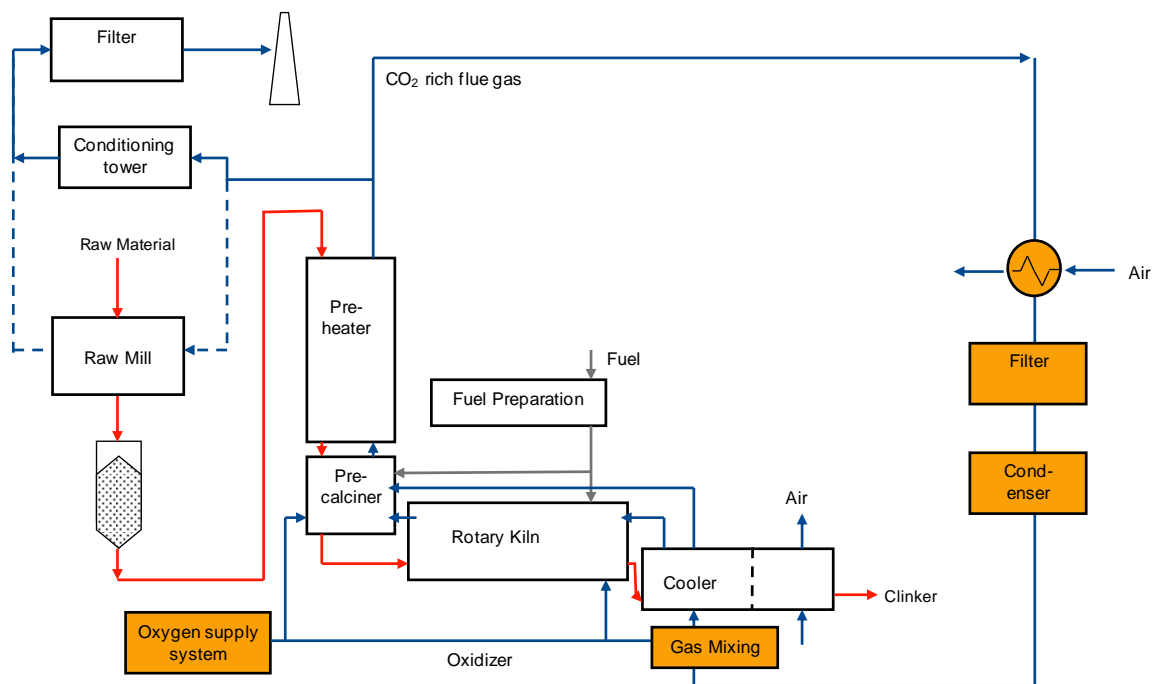 Filter
CO₂ rich flue gas
Conditioning
tower
Raw Material
Air
Pre-
heater
Raw Mill
Fuel
Filter
Fuel Preparation
Pre-
calciner
Cond-
enser
Air
Rotary Kiln
Cooler
Clinker
Oxygen supply
system
Oxidizer
Gas Mixing